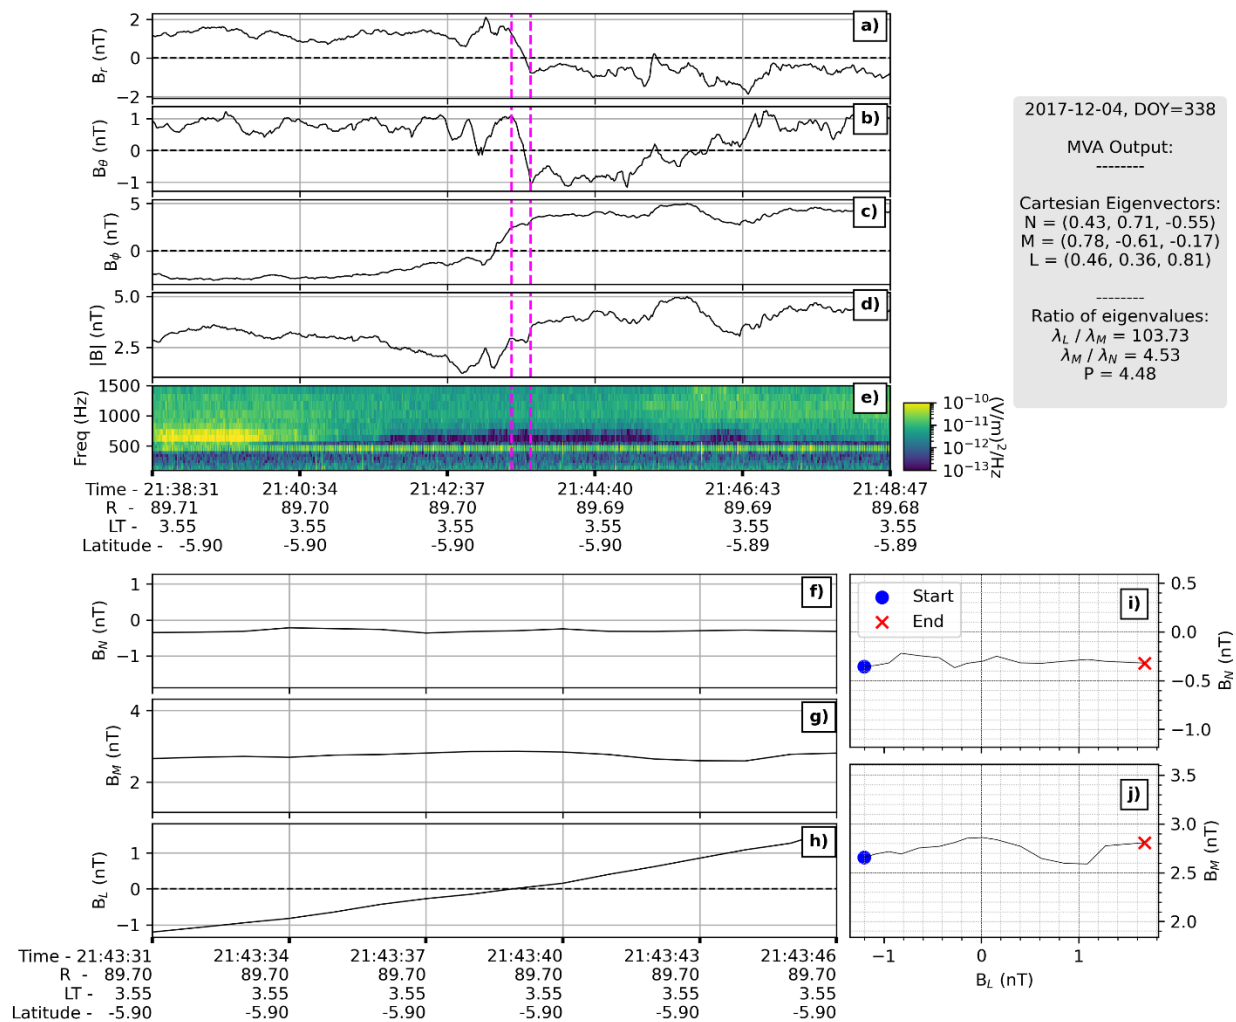 2
0
−2
B_r (nT)
a)
1
0
−1
B_θ (nT)
b)
5
0
B_ϕ (nT)
c)
5.0
2.5
|B| (nT)
d)
1500
1000
500
Freq (Hz)
e)
10^−10
10^−11
10^−12
10^−13
(V/m)²/Hz
Time - 21:38:31 21:40:34 21:42:37 21:44:40 21:46:43 21:48:47
R - 89.71 89.70 89.70 89.69 89.69 89.68
LT - 3.55 3.55 3.55 3.55 3.55 3.55
Latitude - -5.90 -5.90 -5.90 -5.90 -5.89 -5.89
2017-12-04, DOY=338
MVA Output:
--------
Cartesian Eigenvectors:
N = (0.43, 0.71, -0.55)
M = (0.78, -0.61, -0.17)
L = (0.46, 0.36, 0.81)
--------
Ratio of eigenvalues:
λ_L / λ_M = 103.73
λ_M / λ_N = 4.53
P = 4.48
1
0
−1
B_N (nT)
f)
4
2
B_M (nT)
g)
1
0
−1
B_L (nT)
h)
Time - 21:43:31 21:43:34 21:43:37 21:43:40 21:43:43 21:43:46
R - 89.70 89.70 89.70 89.70 89.70 89.70
LT - 3.55 3.55 3.55 3.55 3.55 3.55
Latitude - -5.90 -5.90 -5.90 -5.90 -5.90 -5.90
Start
End
i)
0.5
0.0
−0.5
−1.0
B_N (nT)
j)
3.5
3.0
2.5
2.0
B_M (nT)
−1 0 1
B_L (nT)